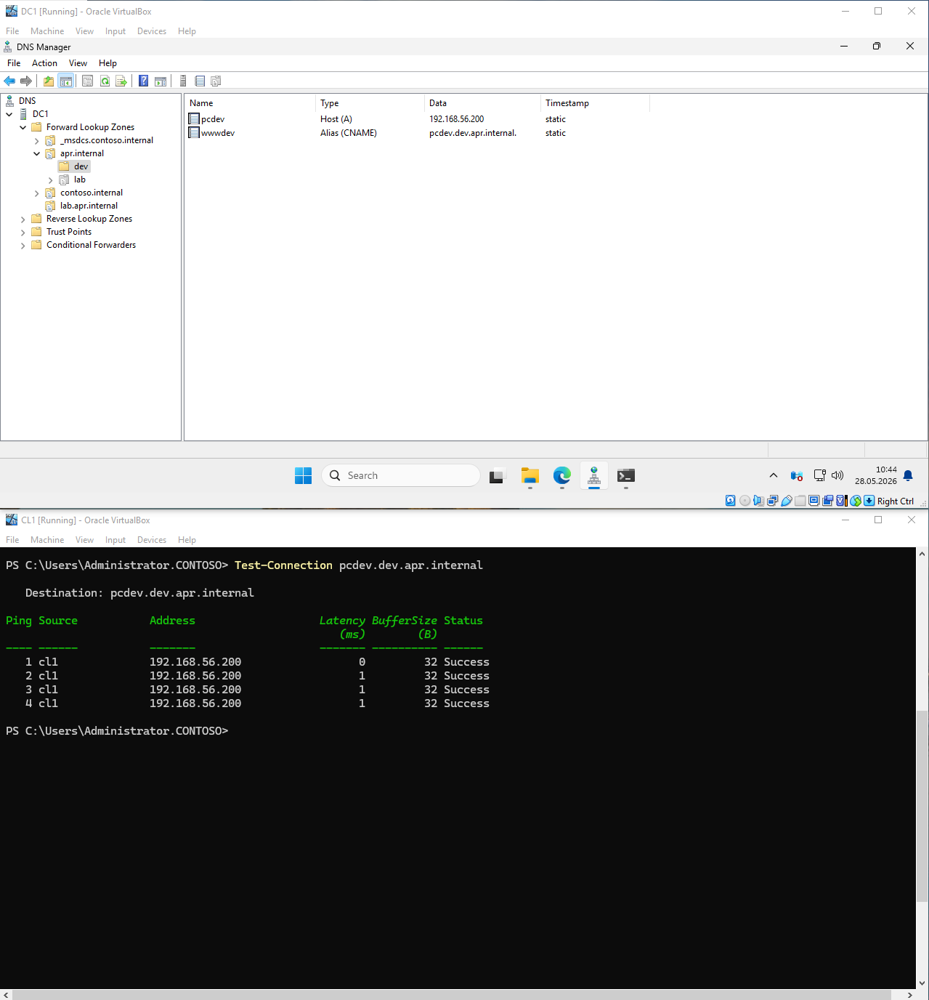 DC1 [Running] - Oracle VirtualBox
File Machine View Input Devices Help
DNS Manager
File Action View Help
DNS
DC1
Forward Lookup Zones
_msdcs.contoso.internal
apr.internal
dev
lab
contoso.internal
lab.apr.internal
Reverse Lookup Zones
Trust Points
Conditional Forwarders
Name Type Data Timestamp
pcdev Host (A) 192.168.56.200 static
wwwdev Alias (CNAME) pcdev.dev.apr.internal. static
Search
10:44
28.05.2026
Right Ctrl
CL1 [Running] - Oracle VirtualBox
File Machine View Input Devices Help
PS C:\Users\Administrator.CONTOSO> Test-Connection pcdev.dev.apr.internal
Destination: pcdev.dev.apr.internal
Ping Source Address Latency BufferSize Status
(ms) (B)
---- ------ ------- ------- ---------- ------
1 cl1 192.168.56.200 0 32 Success
2 cl1 192.168.56.200 1 32 Success
3 cl1 192.168.56.200 1 32 Success
4 cl1 192.168.56.200 1 32 Success
PS C:\Users\Administrator.CONTOSO>